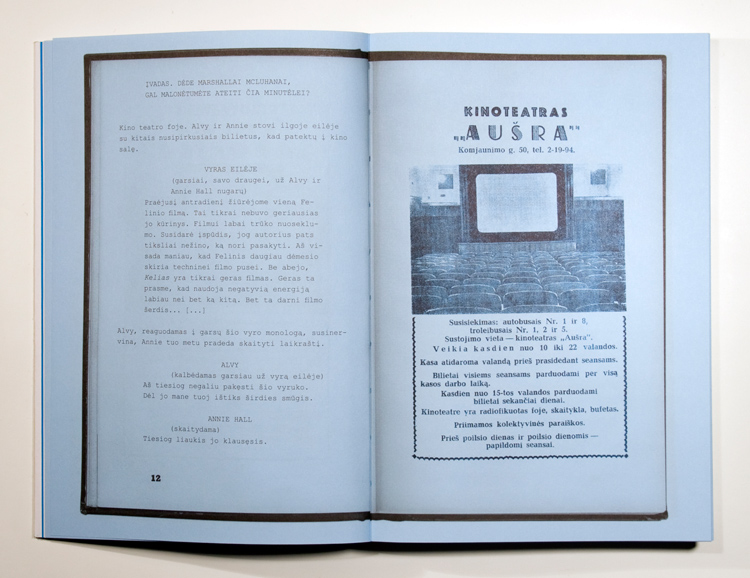 ĮVADAS. DĖDE MARSHALLAI MCLUHANAI,
GAL MALONĖTUMĖTE ATEITI ČIA MINUTĖLEI?
Kino teatro foje. Alvy ir Annie stovi ilgoje eilėje
su kitais nusipirkusiais bilietus, kad patektų į kino
salę.
VYRAS EILĖJE
(garsiai, savo draugei, už Alvy ir
Annie Hall nugarų)
Praėjusį antradienį žiūrėjome vieną Fe-
linio filmą. Tai tikrai nebuvo geriausias
jo kūrinys. Filmui labai trūko nuoseklu-
mo. Susidarė įspūdis, jog autorius pats
tiksliai nežino, ką nori pasakyti. Aš vi-
sada maniau, kad Felinis daugiau dėmesio
skiria techninei filmo pusei. Be abejo,
Kelias yra tikrai geras filmas. Geras ta
prasme, kad naudoja negatyvią energiją
labiau nei bet ką kitą. Bet ta darni filmo
šerdis... [...]
Alvy, reaguodamas į garsų šio vyro monologą, susiner-
vina, Annie tuo metu pradeda skaityti laikraštį.
ALVY
(kalbėdamas garsiau už vyrą eilėje)
Aš tiesiog negaliu pakęsti šio vyruko.
Dėl jo mane tuoj ištiks širdies smūgis.
ANNIE HALL
(skaitydama)
Tiesiog liaukis jo klausęsis.
12
KINOTEATRAS
„AUŠRA"
Komjaunimo g. 50, tel. 2-19-94.
Susisiekimas: autobusais Nr. 1 ir 8,
troleibusais Nr. 1, 2 ir 5.
Sustojimo vieta — kinoteatras „Aušra".
Veikia kasdien nuo 10 iki 22 valandos.
Kasa atidaroma valandą prieš prasidedant seansams.
Bilietai visiems seansams parduodami per visą
kasos darbo laiką.
Kasdien nuo 15-tos valandos parduodami
bilietai sekančiai dienai.
Kinoteatre yra radiofikuotas foje, skaitykla, bufetas.
Priimamos kolektyvinės paraiškos.
Prieš poilsio dienas ir poilsio dienomis —
papildomi seansai.